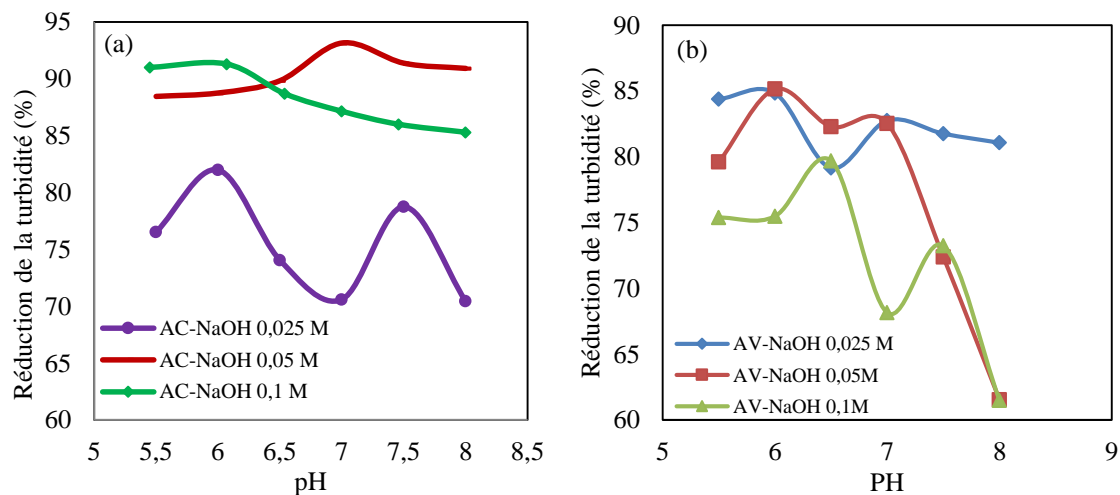 (a)
Réduction de la turbidité (%)
95
90
85
80
75
70
65
60
AC-NaOH 0,025 M
AC-NaOH 0,05 M
AC-NaOH 0,1 M
5 5,5 6 6,5 7 7,5 8 8,5
pH
(b)
Réduction de la turbidité (%)
90
85
80
75
70
65
60
AV-NaOH 0,025 M
AV-NaOH 0,05M
AV-NaOH 0,1M
5 6 7 8 9
PH